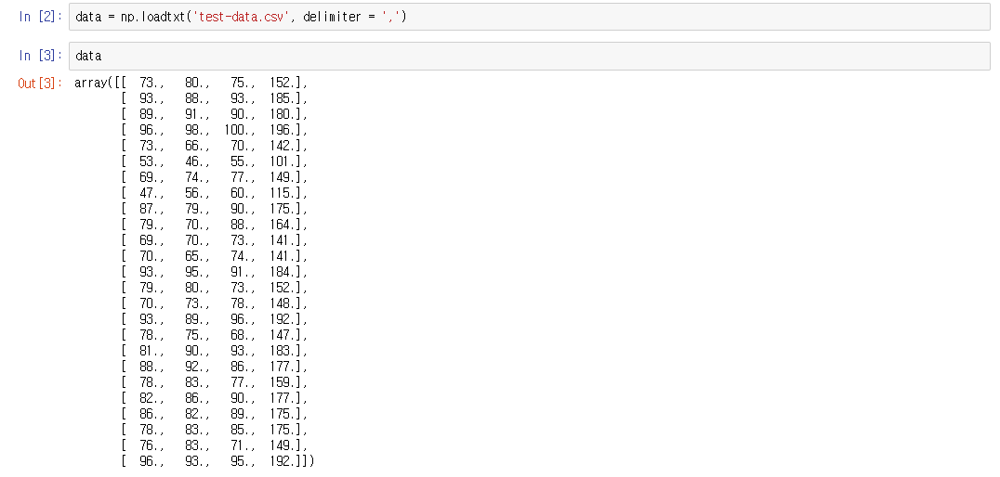 In [2]: data = np.loadtxt('test-data.csv', delimiter = ',')
In [3]: data
Out[3]: array([[ 73., 80., 75., 152.],
[ 93., 88., 93., 185.],
[ 89., 91., 90., 180.],
[ 96., 98., 100., 196.],
[ 73., 66., 70., 142.],
[ 53., 46., 55., 101.],
[ 69., 74., 77., 149.],
[ 47., 56., 60., 115.],
[ 87., 79., 90., 175.],
[ 79., 70., 88., 164.],
[ 69., 70., 73., 141.],
[ 70., 65., 74., 141.],
[ 93., 95., 91., 184.],
[ 79., 80., 73., 152.],
[ 70., 73., 78., 148.],
[ 93., 89., 96., 192.],
[ 78., 75., 68., 147.],
[ 81., 90., 93., 183.],
[ 88., 92., 86., 177.],
[ 78., 83., 77., 159.],
[ 82., 86., 90., 177.],
[ 86., 82., 89., 175.],
[ 78., 83., 85., 175.],
[ 76., 83., 71., 149.],
[ 96., 93., 95., 192.]])